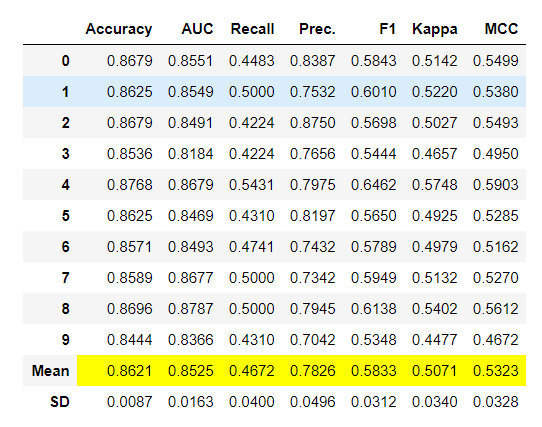 Accuracy AUC Recall Prec. F1 Kappa MCC
0 0.8679 0.8551 0.4483 0.8387 0.5843 0.5142 0.5499
1 0.8625 0.8549 0.5000 0.7532 0.6010 0.5220 0.5380
2 0.8679 0.8491 0.4224 0.8750 0.5698 0.5027 0.5493
3 0.8536 0.8184 0.4224 0.7656 0.5444 0.4657 0.4950
4 0.8768 0.8679 0.5431 0.7975 0.6462 0.5748 0.5903
5 0.8625 0.8469 0.4310 0.8197 0.5650 0.4925 0.5285
6 0.8571 0.8493 0.4741 0.7432 0.5789 0.4979 0.5162
7 0.8589 0.8677 0.5000 0.7342 0.5949 0.5132 0.5270
8 0.8696 0.8787 0.5000 0.7945 0.6138 0.5402 0.5612
9 0.8444 0.8366 0.4310 0.7042 0.5348 0.4477 0.4672
Mean 0.8621 0.8525 0.4672 0.7826 0.5833 0.5071 0.5323
SD 0.0087 0.0163 0.0400 0.0496 0.0312 0.0340 0.0328